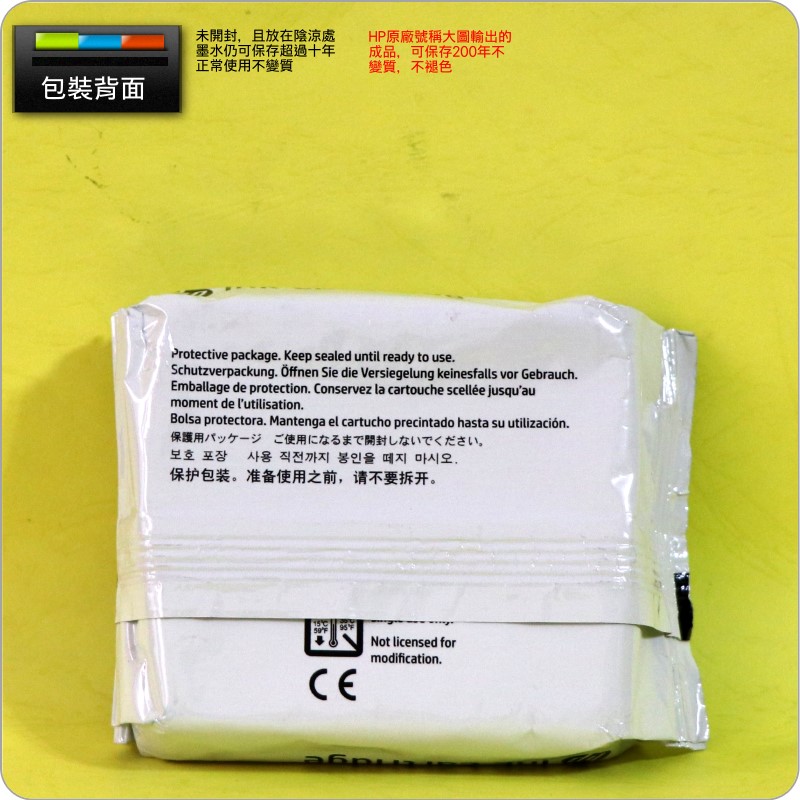 包裝背面
未開封，且放在陰涼處
墨水仍可保存超過十年
正常使用不變質
HP原廠號稱大圖輸出的
成品，可保存200年不
變質，不褪色
Protective package. Keep sealed until ready to use.
Schutzverpackung. Öffnen Sie die Versiegelung keinesfalls vor Gebrauch.
Emballage de protection. Conservez la cartouche scellée jusqu'au
moment de l'utilisation.
Bolsa protectora. Mantenga el cartucho precintado hasta su utilización.
保護用パッケージ　ご使用になるまで開封しないでください。
보호 포장　사용 직전까지 봉인을 떼지 마시오.
保护包装。准备使用之前，请不要拆开。
15°C
59°F
95°F
Not licensed for
modification.
CE